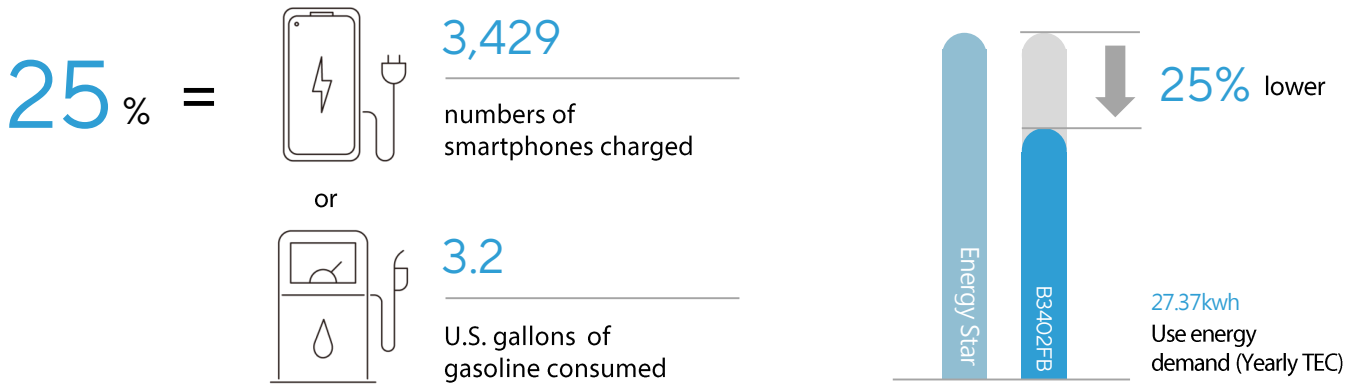 25 %
=
3,429
numbers of
smartphones charged
or
3.2
U.S. gallons of
gasoline consumed
Energy Star
B3402FB
25% lower
27.37kwh
Use energy
demand (Yearly TEC)